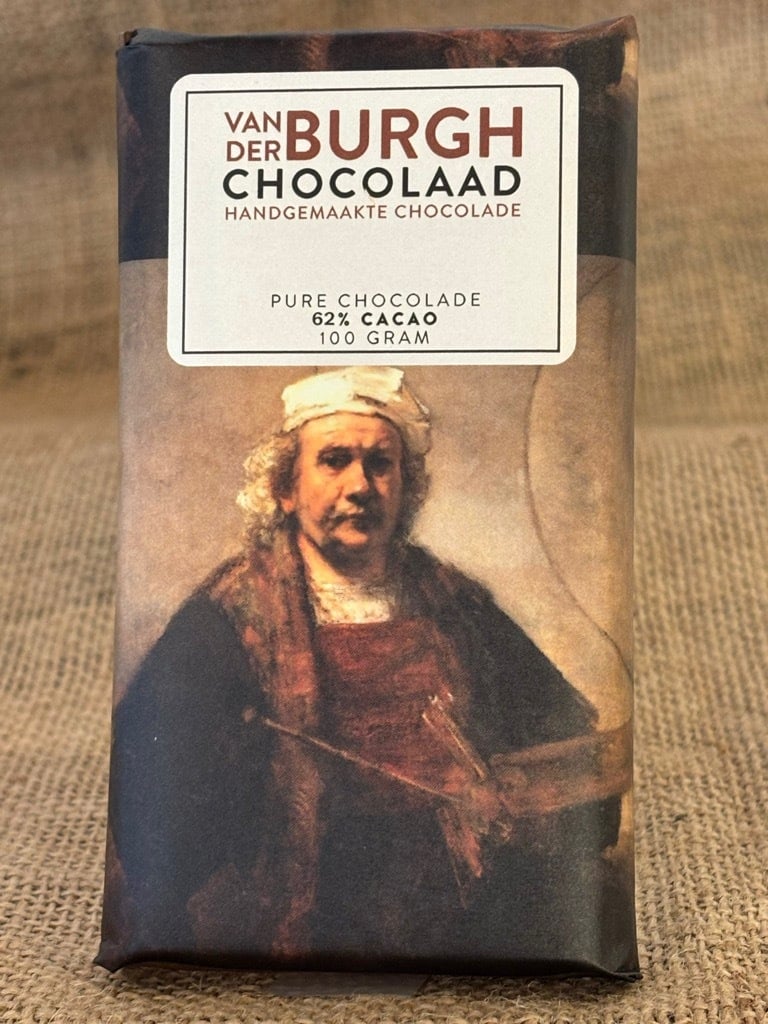 VAN DER BURGH
CHOCOLAAD
HANDGEMAAKTE CHOCOLADE
PURE CHOCOLADE
62% CACAO
100 GRAM